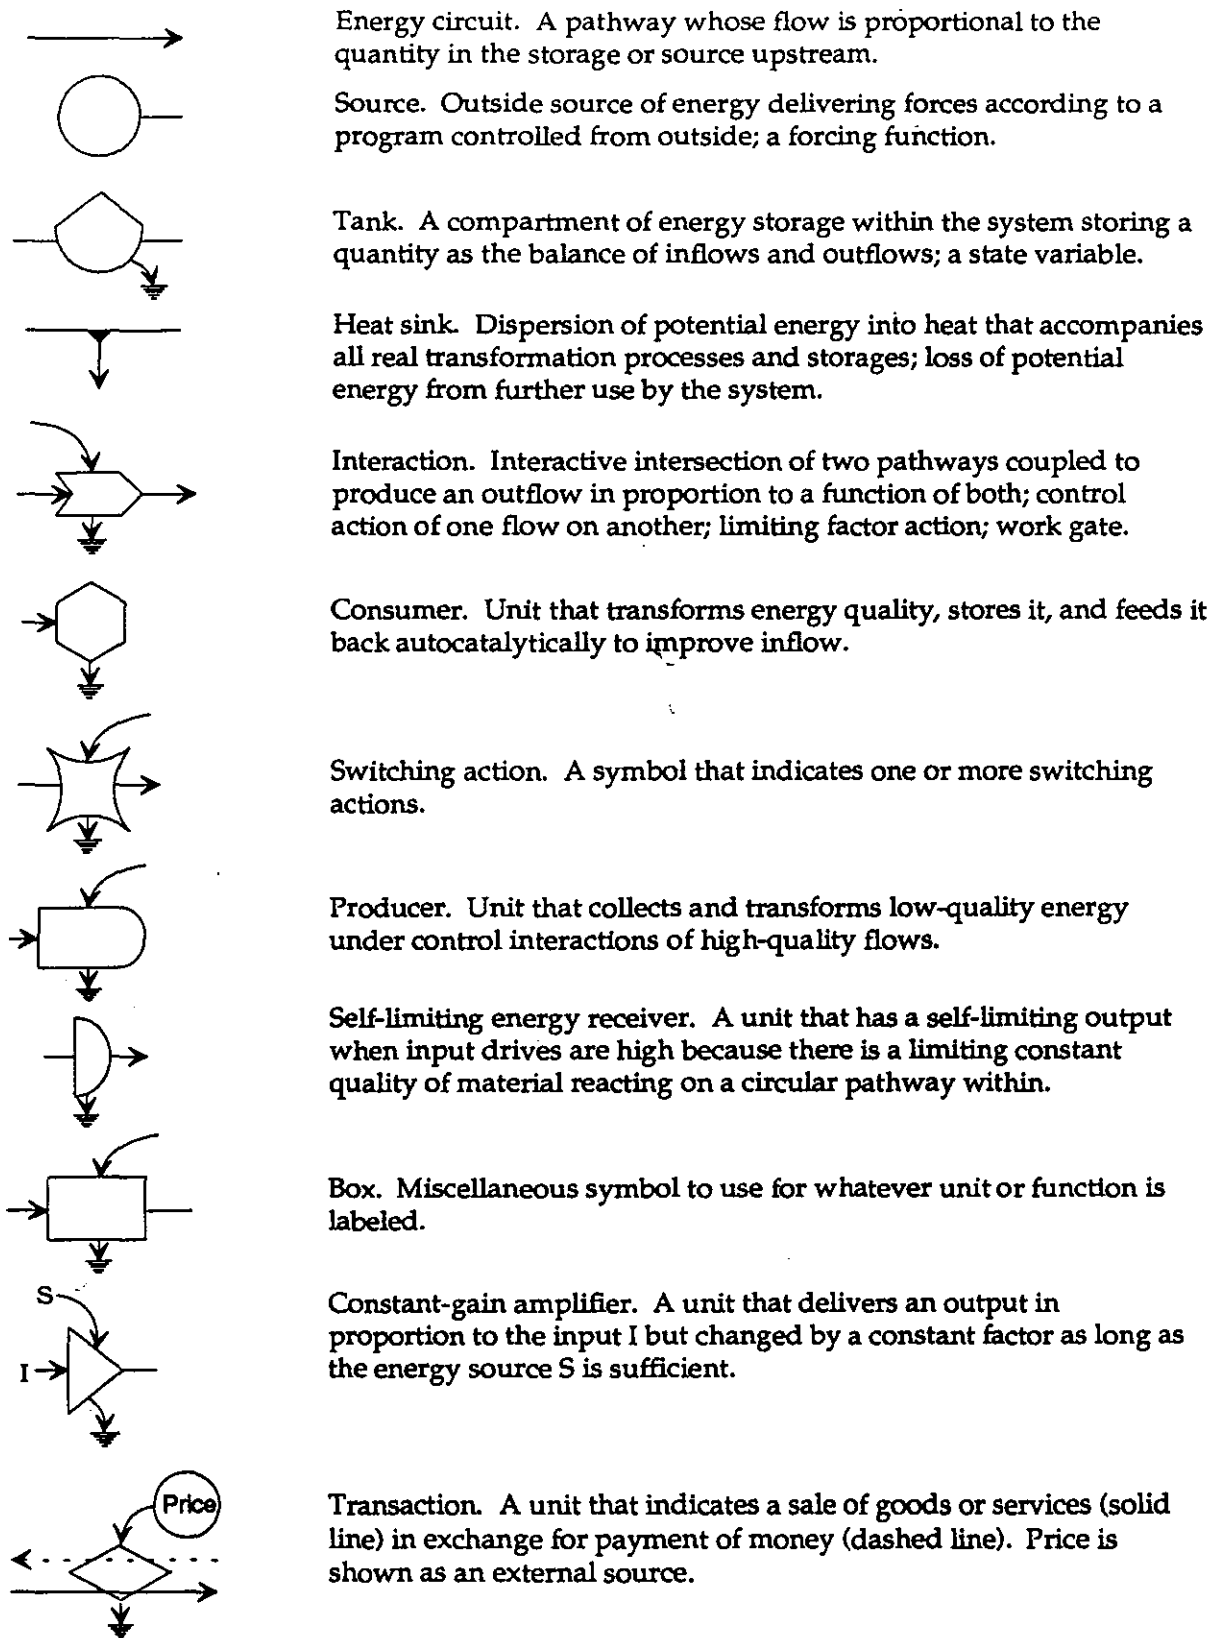 Energy circuit. A pathway whose flow is proportional to the
quantity in the storage or source upstream.
Source. Outside source of energy delivering forces according to a
program controlled from outside; a forcing function.
Tank. A compartment of energy storage within the system storing a
quantity as the balance of inflows and outflows; a state variable.
Heat sink. Dispersion of potential energy into heat that accompanies
all real transformation processes and storages; loss of potential
energy from further use by the system.
Interaction. Interactive intersection of two pathways coupled to
produce an outflow in proportion to a function of both; control
action of one flow on another; limiting factor action; work gate.
Consumer. Unit that transforms energy quality, stores it, and feeds it
back autocatalytically to improve inflow.
Switching action. A symbol that indicates one or more switching
actions.
Producer. Unit that collects and transforms low-quality energy
under control interactions of high-quality flows.
Self-limiting energy receiver. A unit that has a self-limiting output
when input drives are high because there is a limiting constant
quality of material reacting on a circular pathway within.
Box. Miscellaneous symbol to use for whatever unit or function is
labeled.
S
I
Constant-gain amplifier. A unit that delivers an output in
proportion to the input I but changed by a constant factor as long as
the energy source S is sufficient.
Price
Transaction. A unit that indicates a sale of goods or services (solid
line) in exchange for payment of money (dashed line). Price is
shown as an external source.